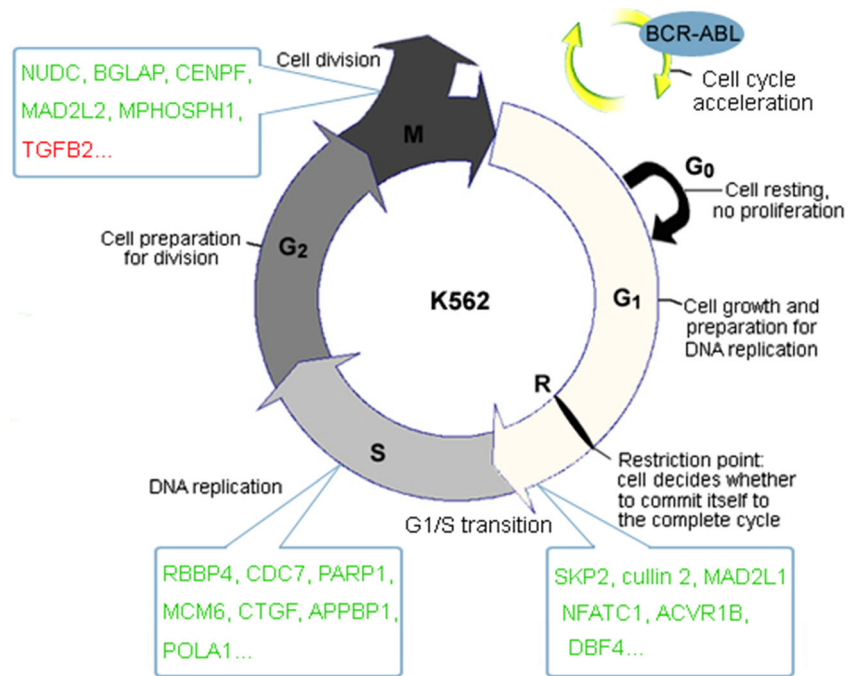 BCR-ABL
Cell cycle
acceleration
Cell division
NUDC, BGLAP, CENPF,
MAD2L2, MPHOSPH1,
TGFB2...
M
G0
Cell resting,
no proliferation
Cell preparation
for division
G2
K562
G1
Cell growth and
preparation for
DNA replication
R
S
Restriction point:
cell decides whether
to commit itself to
the complete cycle
DNA replication
G1/S transition
RBBP4, CDC7, PARP1,
MCM6, CTGF, APPBP1,
POLA1...
SKP2, cullin 2, MAD2L1
NFATC1, ACVR1B,
DBF4...